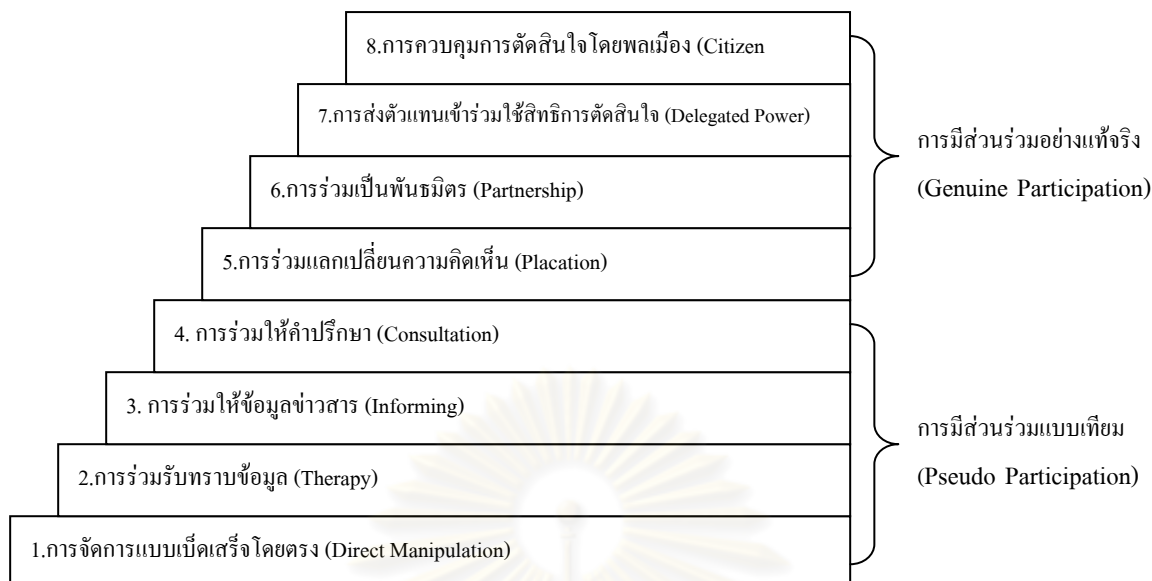 8.การควบคุมการตัดสินใจโดยพลเมือง (Citizen
7.การส่งตัวแทนเข้าร่วมใช้สิทธิการตัดสินใจ (Delegated Power)
6.การร่วมเป็นพันธมิตร (Partnership)
5.การร่วมแลกเปลี่ยนความคิดเห็น (Placation)
การมีส่วนร่วมอย่างแท้จริง
(Genuine Participation)
4. การร่วมให้คำปรึกษา (Consultation)
3. การร่วมให้ข้อมูลข่าวสาร (Informing)
2.การร่วมรับทราบข้อมูล (Therapy)
1.การจัดการแบบเบ็ดเสร็จโดยตรง (Direct Manipulation)
การมีส่วนร่วมแบบเทียม
(Pseudo Participation)